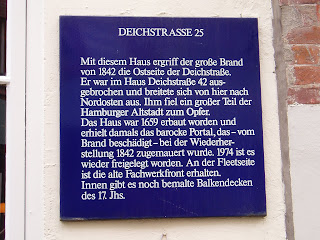 DEICHSTRASSE 25
Mit diesem Haus ergriff der große Brand
von 1842 die Ostseite der Deichstraße.
Er war im Haus Deichstraße 42 aus-
gebrochen und breitete sich von hier nach
Nordosten aus. Ihm fiel ein großer Teil der
Hamburger Altstadt zum Opfer.
Das Haus war 1659 erbaut worden und
erhielt damals das barocke Portal, das – vom
Brand beschädigt – bei der Wiederher-
stellung 1842 zugemauert wurde. 1974 ist es
wieder freigelegt worden. An der Fleetseite
ist die alte Fachwerkfront erhalten.
Innen gibt es noch bemalte Balkendecken
des 17. Jhs.